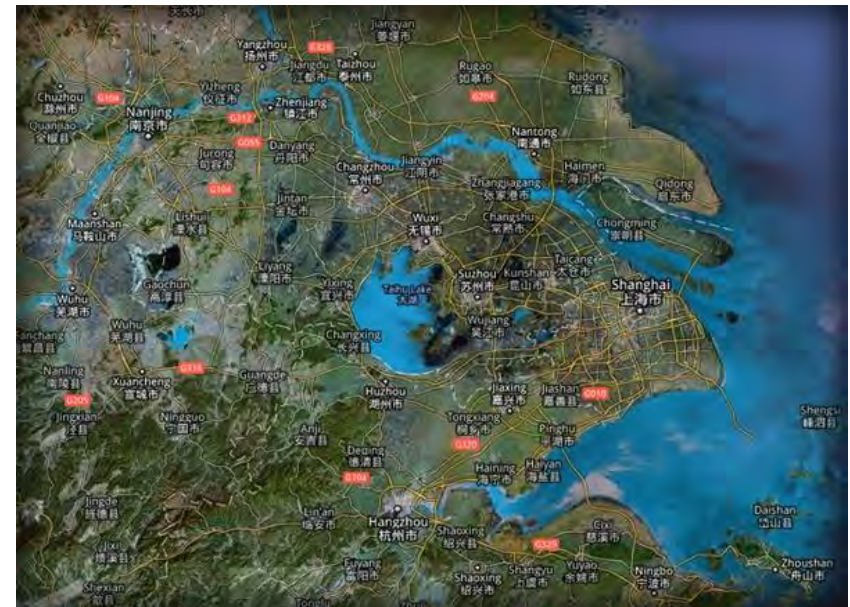 Jiangyan
Yangzhou
扬州市
G328
Jiangdu
江都市
Taizhou
泰州市
Rugao
如皋市
Rudong
如东县
Chuzhou
滁州市
G104
Yizheng
仪征市
Zhenjiang
镇江市
G204
Quanjiao
全椒县
Nanjing
南京市
G312
Nantong
南通市
Danyang
丹阳市
Jurong
句容市
Changzhou
常州市
Jiangyin
江阴市
Haimen
海门市
G104
Zhangjiagang
张家港市
Qidong
启东市
Jintan
金坛市
Maanshan
马鞍山市
Lishui
溧水县
Wuxi
无锡市
Changshu
常熟市
Chongming
崇明县
Taicang
太仓市
Liyang
溧阳市
Yixing
宜兴市
Taihu Lake
太湖
Suzhou
苏州市
Kunshan
昆山市
Shanghai
上海市
Gaochun
高淳县
Wuhu
芜湖市
Wujiang
吴江市
Wuhu
芜湖县
Fanchang
繁昌县
Changxing
长兴县
Nanling
南陵县
Xuancheng
宣城市
Guangde
广德县
Huzhou
湖州市
Jiaxing
嘉兴市
Jiashan
嘉善县
G205
Jingxian
泾县
Ningguo
宁国市
Anji
安吉县
Tongxiang
桐乡市
Pinghu
平湖市
Shengsi
嵊泗县
G320
Deqing
德清县
G104
Haining
海宁市
Haiyan
海盐县
Jingde
旌德县
Lin'an
临安市
Hangzhou
杭州市
Shaoxing
绍兴县
Cixi
慈溪市
Daishan
岱山县
Jixi
绩溪县
G329
Fuyang
富阳市
Shaoxing
绍兴市
Shangyu
上虞市
Yuyao
余姚市
Ningbo
宁波市
Zhoushan
舟山市
Shexian
歙县